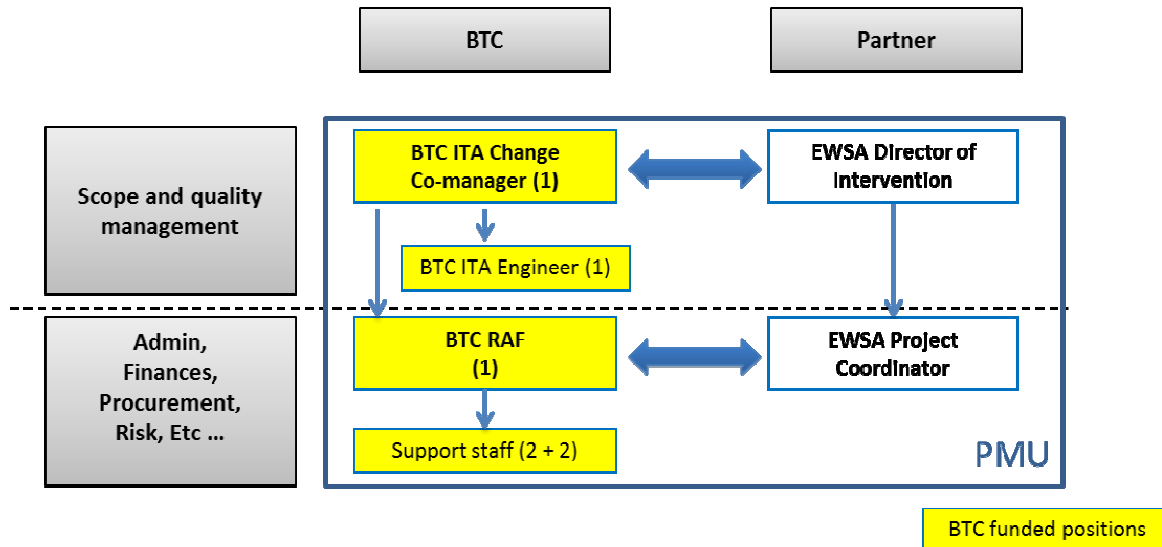 BTC
Partner
Scope and quality
management
BTC ITA Change
Co-manager (1)
EWSA Director of
Intervention
BTC ITA Engineer (1)
Admin,
Finances,
Procurement,
Risk, Etc ...
BTC RAF
(1)
EWSA Project
Coordinator
Support staff (2 + 2)
PMU
BTC funded positions